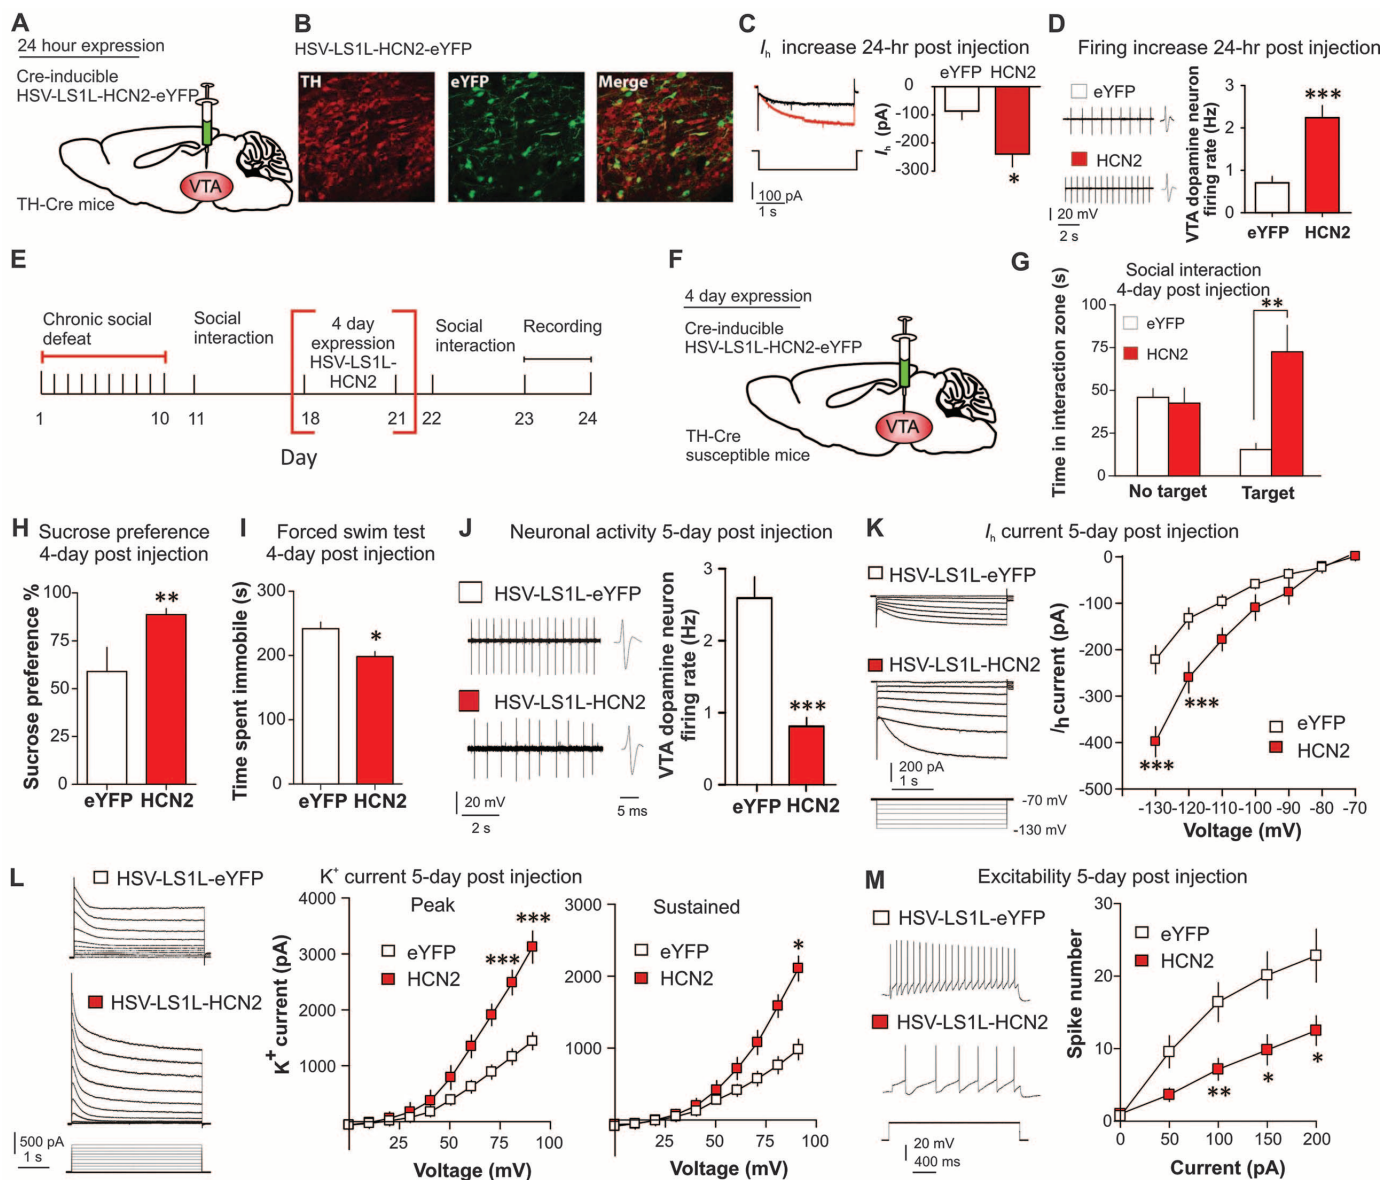 A
24 hour expression
Cre-inducible
HSV-LS1L-HCN2-eYFP
VTA
TH-Cre mice
B
HSV-LS1L-HCN2-eYFP
TH
eYFP
Merge
C
Ih increase 24-hr post injection
eYFP HCN2
0
-100
-200
-300
Ih (pA)
*
100 pA
1 s
D
Firing increase 24-hr post injection
eYFP
HCN2
20 mV
2 s
VTA dopamine neuron
firing rate (Hz)
3
2
1
0
***
eYFP HCN2
E
Chronic social
defeat
Social
interaction
4 day
expression
HSV-LS1L-
HCN2
Social
interaction
Recording
1 10 11 18 21 22 23 24
Day
F
4 day expression
Cre-inducible
HSV-LS1L-HCN2-eYFP
VTA
TH-Cre
susceptible mice
G
Social interaction
4-day post injection
Time in interaction zone (s)
100
75
50
25
0
eYFP
HCN2
**
No target Target
H
Sucrose preference
4-day post injection
Sucrose preference %
100
75
50
25
0
**
eYFP HCN2
I
Forced swim test
4-day post injection
Time spent immobile (s)
300
200
100
0
*
eYFP HCN2
J
Neuronal activity 5-day post injection
HSV-LS1L-eYFP
HSV-LS1L-HCN2
20 mV
2 s
5 ms
VTA dopamine neuron
firing rate (Hz)
3
2
1
0
***
eYFP HCN2
K
Ih current 5-day post injection
HSV-LS1L-eYFP
HSV-LS1L-HCN2
200 pA
1 s
-70 mV
-130 mV
Ih current (pA)
0
-100
-200
-300
-400
-500
***
***
eYFP
HCN2
-130 -120 -110 -100 -90 -80 -70
Voltage (mV)
L
K+ current 5-day post injection
HSV-LS1L-eYFP
HSV-LS1L-HCN2
500 pA
1 s
K+ current (pA)
4000
3000
2000
1000
Peak
eYFP
HCN2
***
***
25 50 75 100
Voltage (mV)
3000
2000
1000
Sustained
eYFP
HCN2
*
25 50 75 100
Voltage (mV)
M
Excitability 5-day post injection
HSV-LS1L-eYFP
HSV-LS1L-HCN2
20 mV
400 ms
Spike number
30
20
10
0
eYFP
HCN2
**
*
*
0 50 100 150 200
Current (pA)